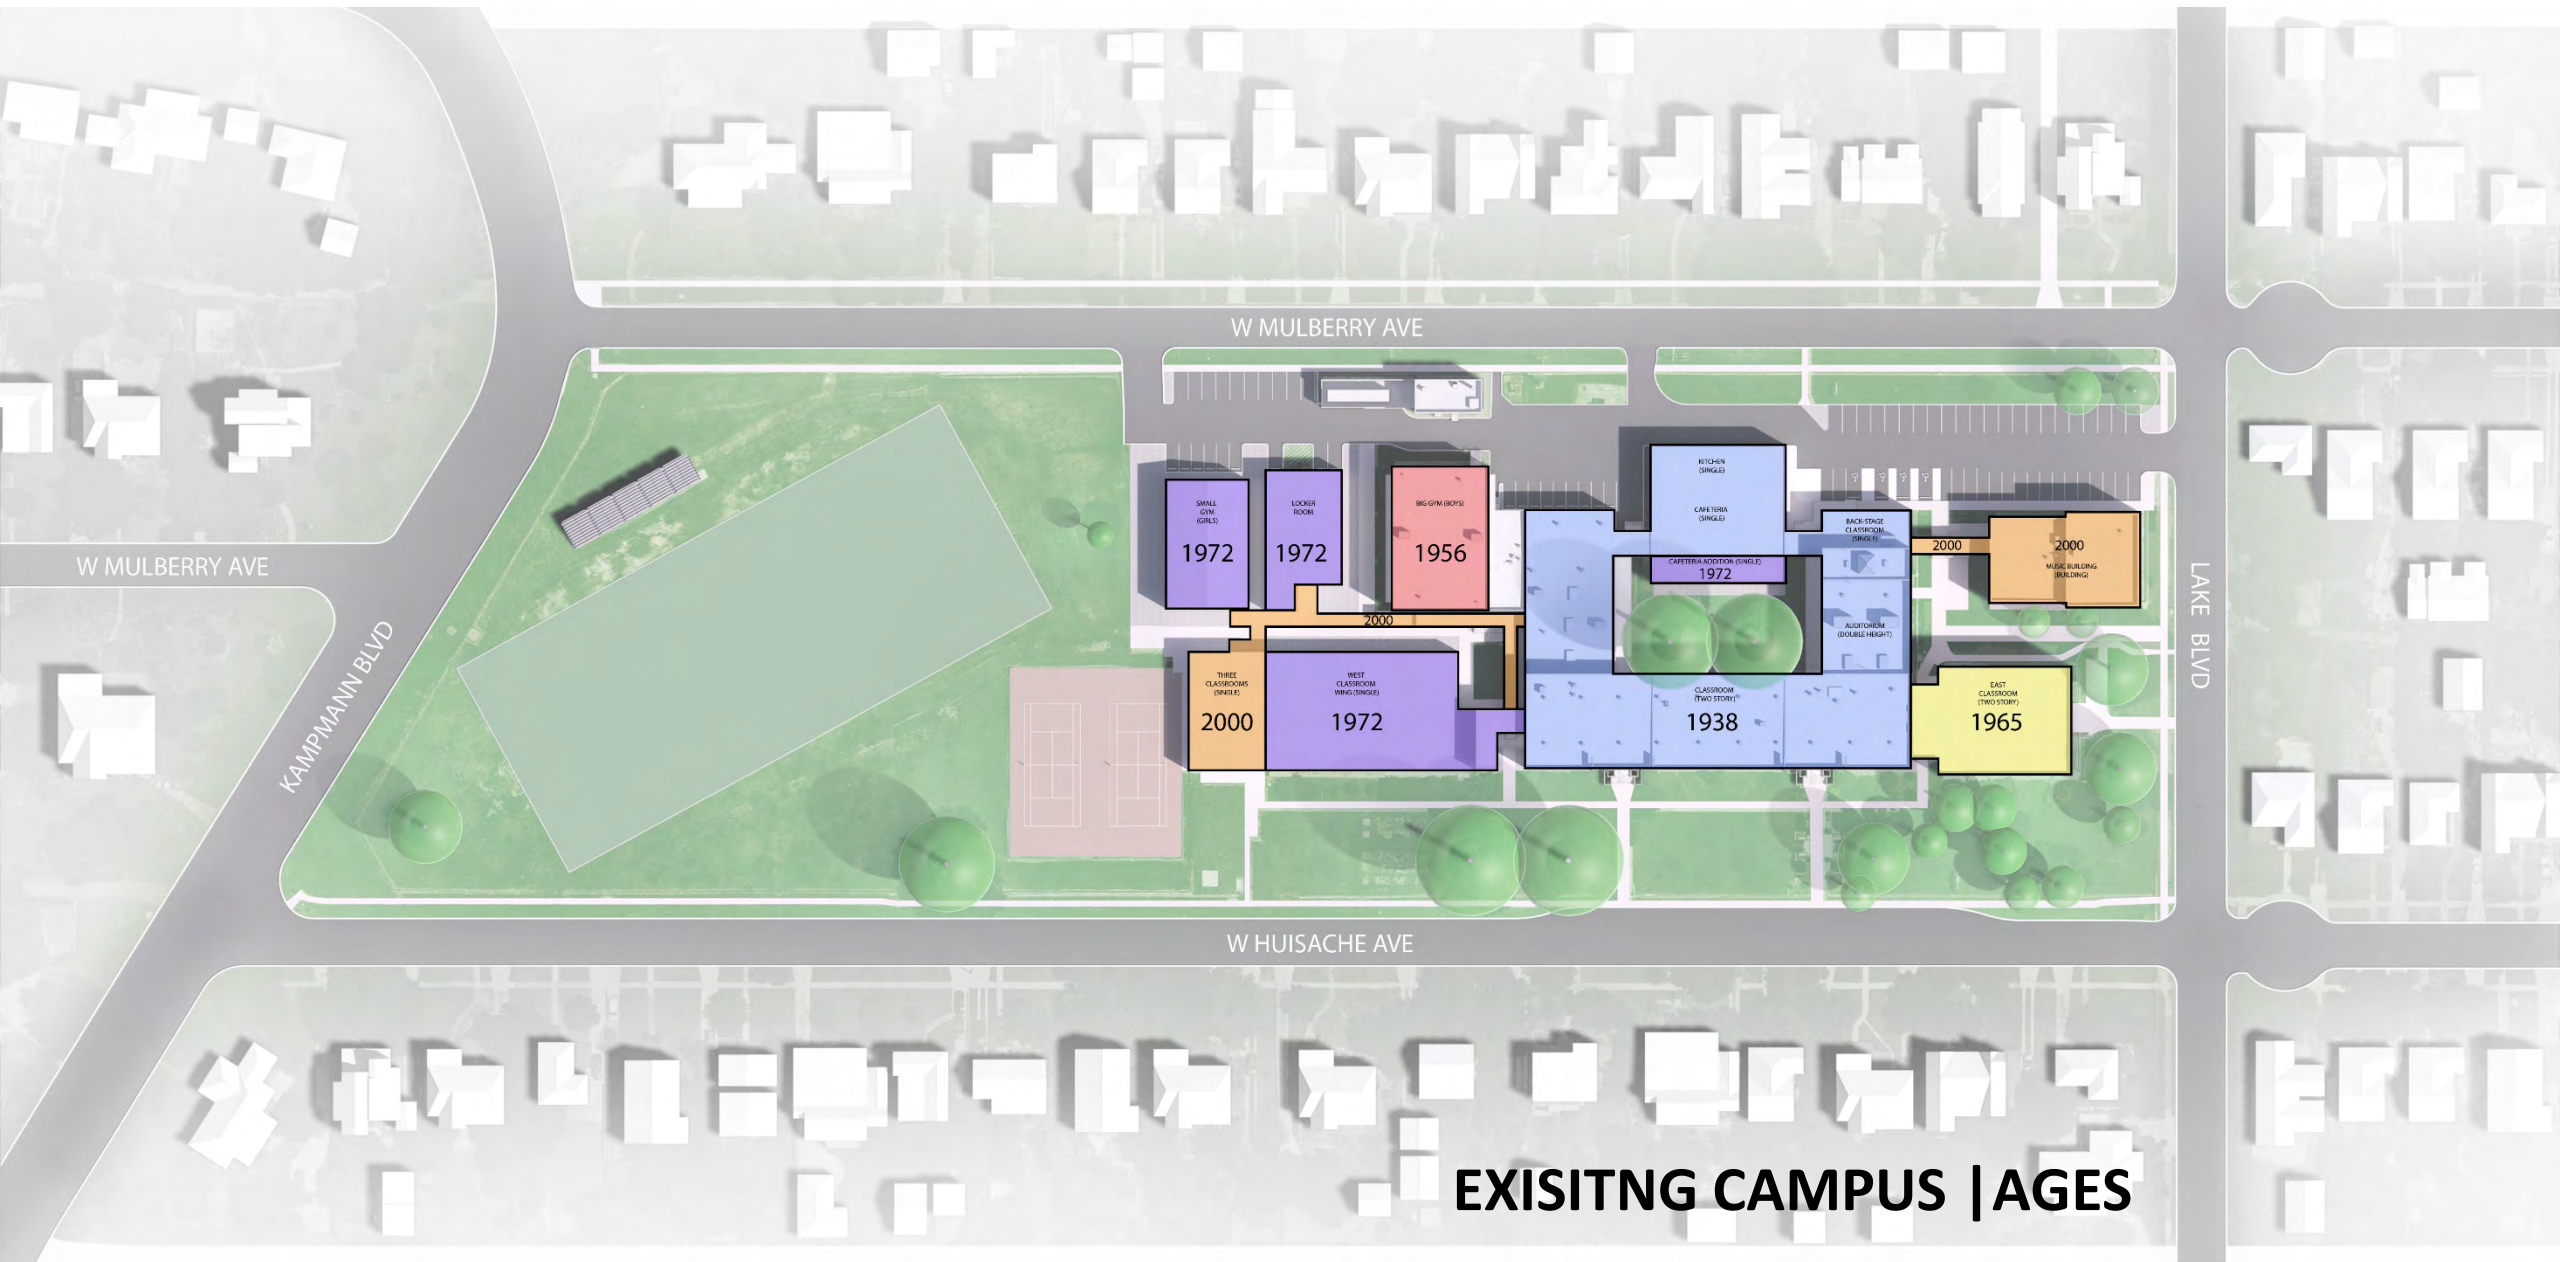 W MULBERRY AVE
KITCHEN
(SINGLE)
SMALL
GYM
(GIRLS)
1972
LOCKER
ROOM
1972
BIG GYM (BOYS)
1956
CAFETERIA
(SINGLE)
BACK-STAGE
CLASSROOM
(SINGLE)
2000
2000
MUSIC BUILDING
(BUILDING)
CAFETERIA ADDITION (SINGLE)
1972
W MULBERRY AVE
2000
AUDITORIUM
(DOUBLE HEIGHT)
LAKE BLVD
KAMPMANN BLVD
THREE
CLASSROOMS
(SINGLE)
2000
WEST
CLASSROOM
WING (SINGLE)
1972
CLASSROOM
(TWO STORY)
1938
EAST
CLASSROOM
(TWO STORY)
1965
W HUISACHE AVE
EXISITNG CAMPUS | AGES